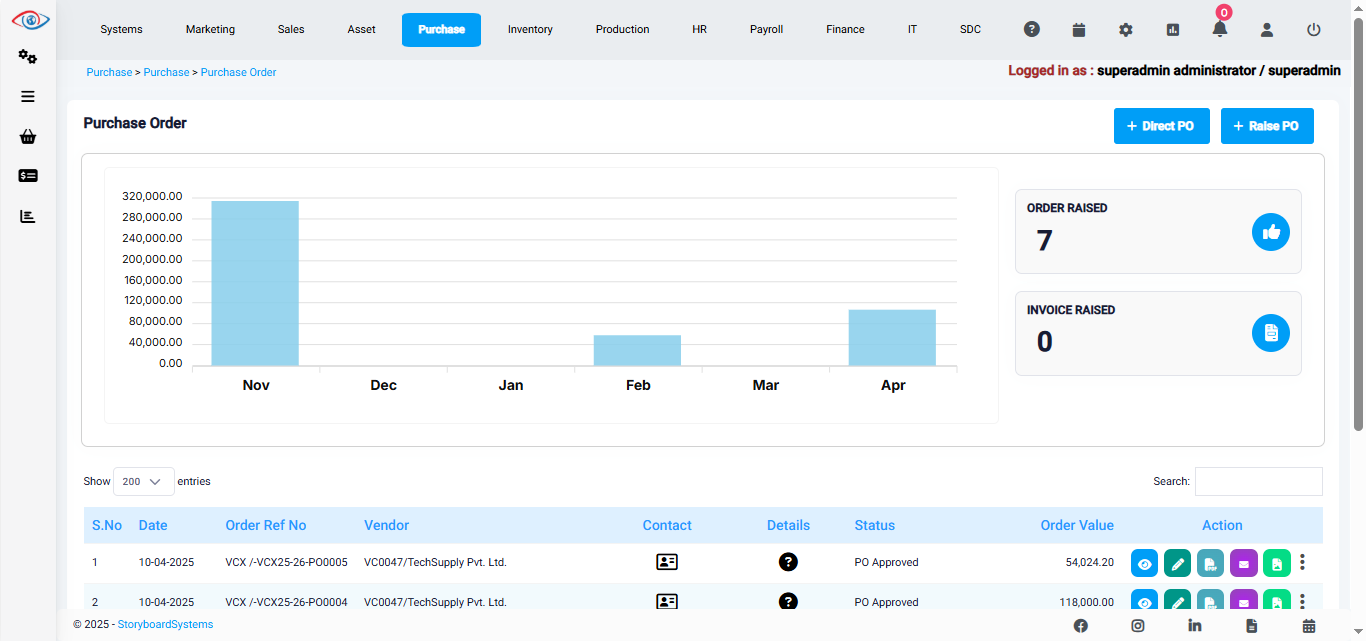 Systems Marketing Sales Asset Purchase Inventory Production HR Payroll Finance IT SDC 0
Purchase > Purchase > Purchase Order
Logged in as : superadmin administrator / superadmin
Purchase Order
+ Direct PO
+ Raise PO
320,000.00
280,000.00
240,000.00
200,000.00
160,000.00
120,000.00
80,000.00
40,000.00
0.00
Nov Dec Jan Feb Mar Apr
ORDER RAISED
7
INVOICE RAISED
0
Show 200 entries
Search:
S.No Date Order Ref No Vendor Contact Details Status Order Value Action
1 10-04-2025 VCX /-VCX25-26-PO0005 VC0047/TechSupply Pvt. Ltd. PO Approved 54,024.20
2 10-04-2025 VCX /-VCX25-26-PO0004 VC0047/TechSupply Pvt. Ltd. PO Approved 118,000.00
© 2025 - StoryboardSystems